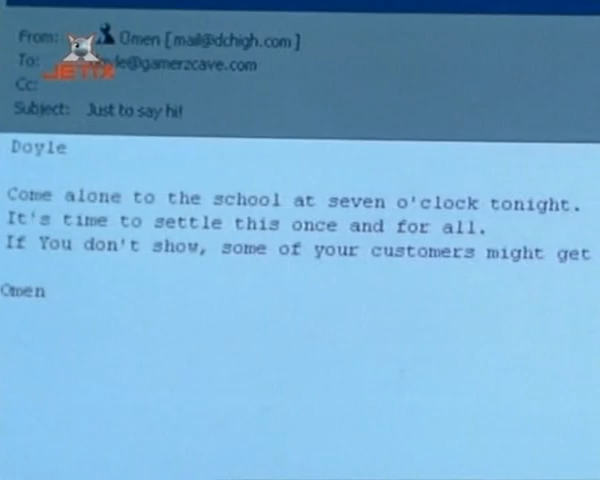 From: Omen [mail@dchigh.com]
To: le@gamerzcave.com
Cc:
Subject: Just to say hi!
JETIX
Doyle
Come alone to the school at seven o'clock tonight.
It's time to settle this once and for all.
If You don't show, some of your customers might get
Omen